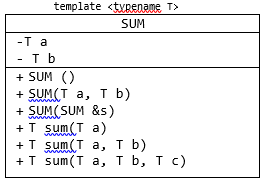 template <typename T>
SUM
-T a
- T b
+ SUM ()
+ SUM(T a, T b)
+ SUM(SUM &s)
+ T sum(T a)
+ T sum(T a, T b)
+ T sum(T a, T b, T c)